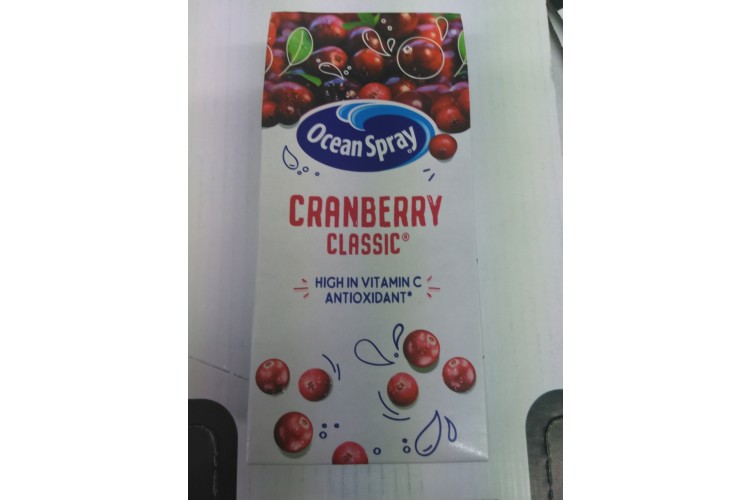 Ocean Spray
CRANBERRY
CLASSIC®
HIGH IN VITAMIN C
ANTIOXIDANT*